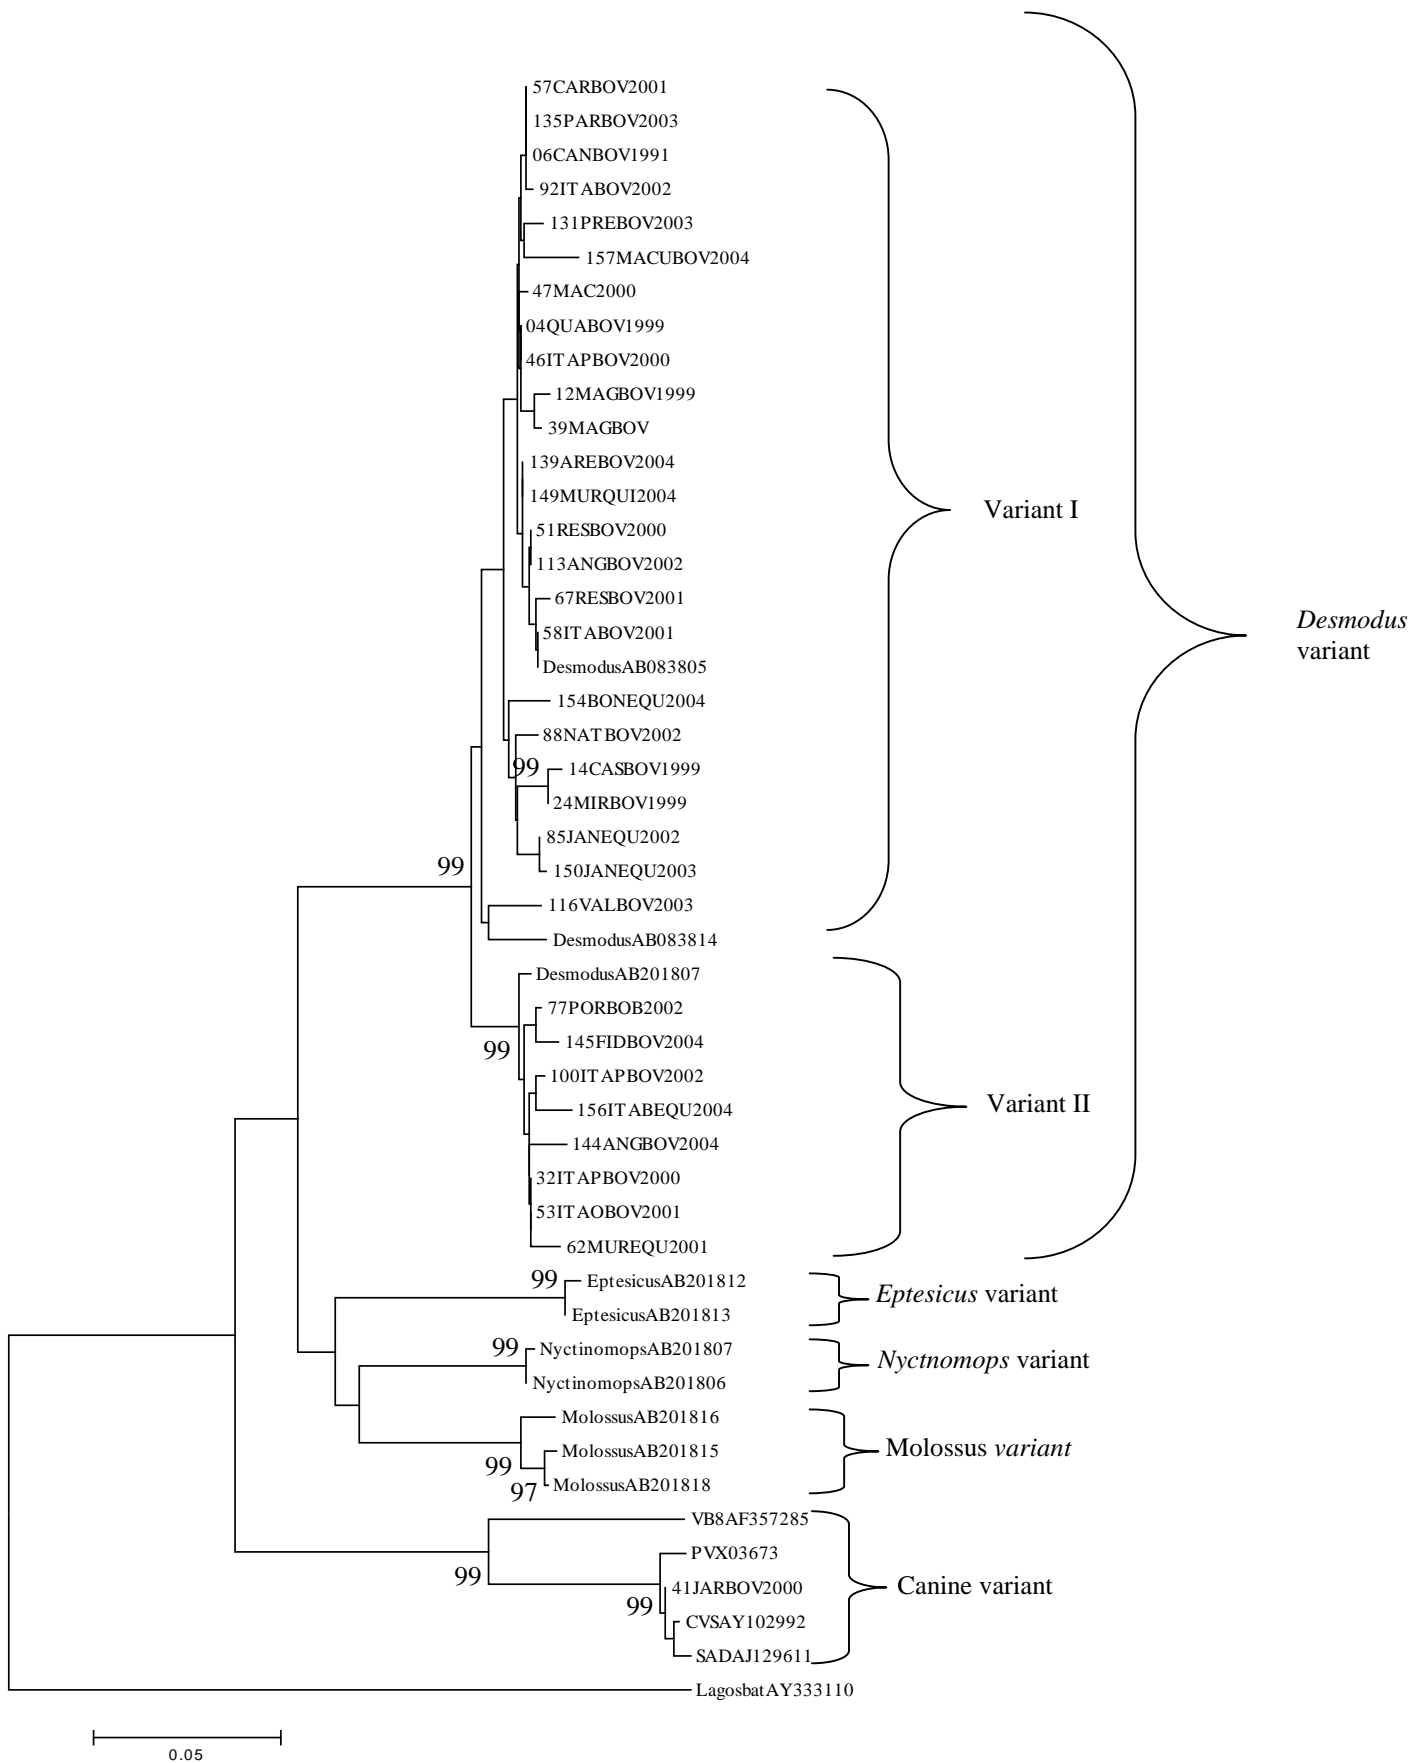 57CARBOV2001
135PARBOV2003
06CANBOV1991
92ITABOV2002
131PREBOV2003
157MACUBOV2004
47MAC2000
04QUABOV1999
46ITAPBOV2000
12MAGBOV1999
39MAGBOV
139AREBOV2004
149MURQUI2004
51RESBOV2000
113ANGBOV2002
67RESBOV2001
58ITABOV2001
DesmodusAB083805
154BONEQU2004
88NATBOV2002
99
14CASBOV1999
24MIRBOV1999
85JANEQU2002
150JANEQU2003
99
116VALBOV2003
DesmodusAB083814
Variant I
Desmodus
variant
DesmodusAB201807
77PORBOB2002
145FIDBOV2004
99
100ITAPBOV2002
156ITABEQU2004
144ANGBOV2004
32ITAPBOV2000
53ITAOBOV2001
62MUREQU2001
Variant II
99
EptesicusAB201812
EptesicusAB201813
Eptesicus variant
99
NyctinomopsAB201807
NyctinomopsAB201806
Nyctnomops variant
MolossusAB201816
MolossusAB201815
99
97
MolossusAB201818
Molossus variant
VB8AF357285
PVX03673
99
41JARBOV2000
99
CVSAY102992
SADAJ129611
Canine variant
LagosbatAY333110
0.05